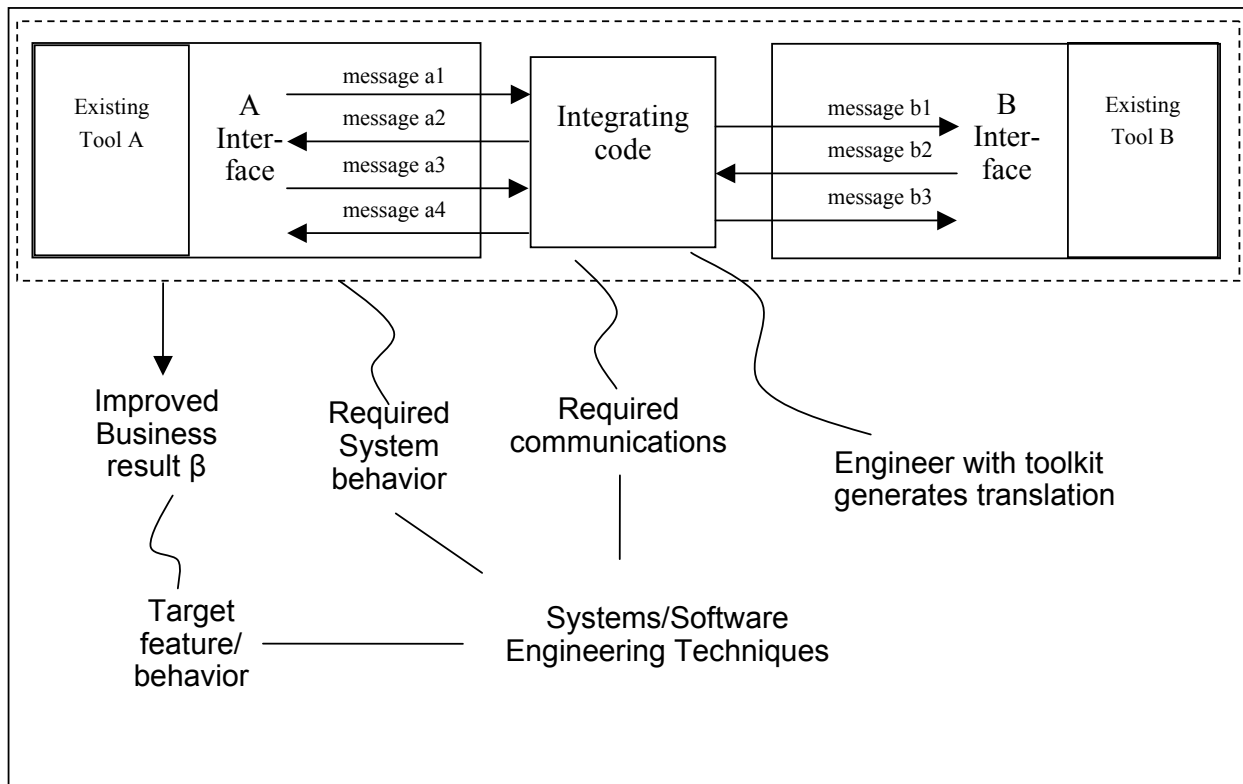 Existing
Tool A
A
Inter-
face
message a1
message a2
message a3
message a4
Integrating
code
message b1
message b2
message b3
B
Inter-
face
Existing
Tool B
Improved
Business
result β
Required
System
behavior
Required
communications
Engineer with toolkit
generates translation
Target
feature/
behavior
Systems/Software
Engineering Techniques